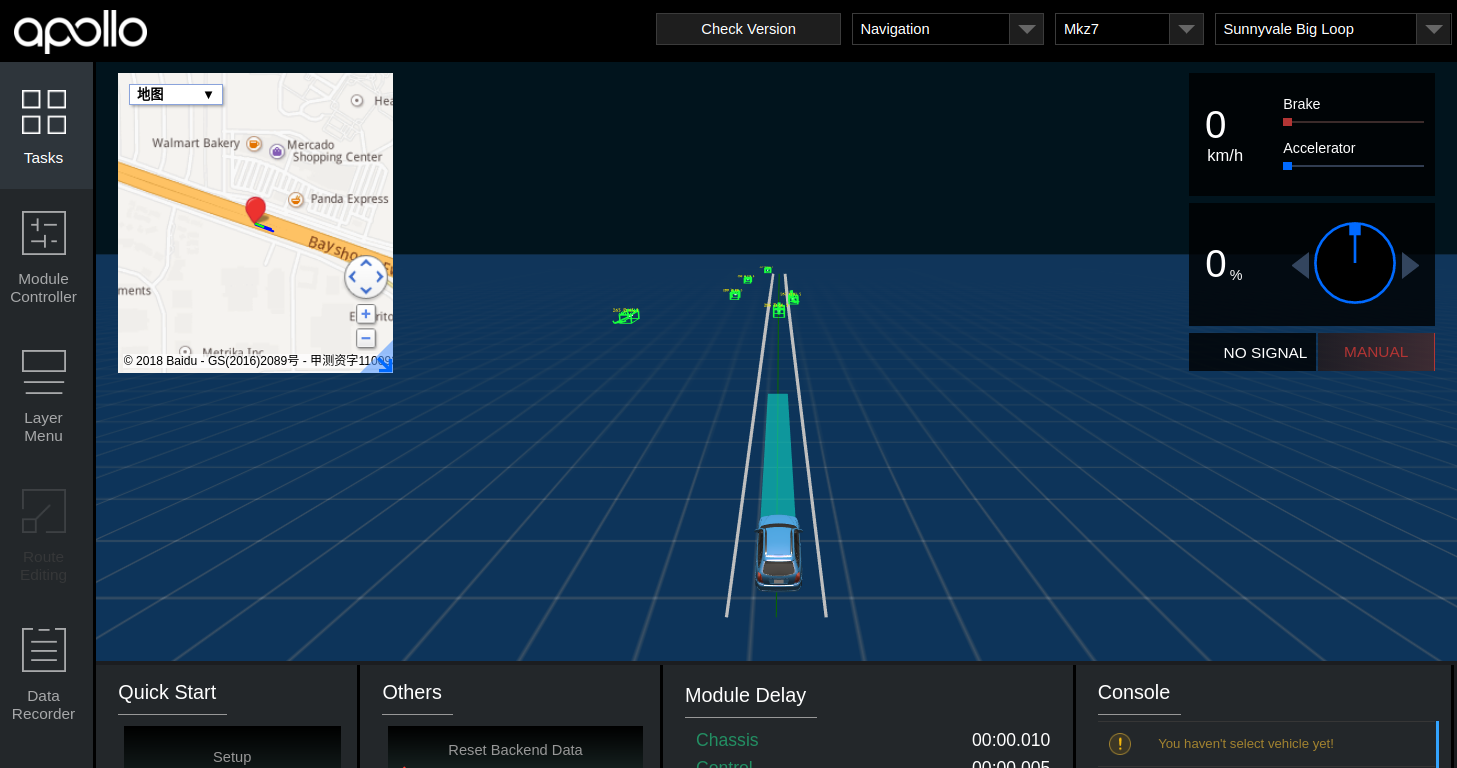 apollo
Check Version
Navigation
Mkz7
Sunnyvale Big Loop
Tasks
Module
Controller
Layer
Menu
Route
Editing
Data
Recorder
地图 ▼
Hea
Walmart Bakery
Mercado
Shopping Center
Panda Express
Baysho
ments
Metrika Inc
© 2018 Baidu - GS(2016)2089号 - 甲测资字11009
0
km/h
Brake
Accelerator
0 %
NO SIGNAL
MANUAL
Quick Start
Setup
Others
Reset Backend Data
Module Delay
Chassis 00:00.010
Control 00:00.005
Console
You haven't select vehicle yet!